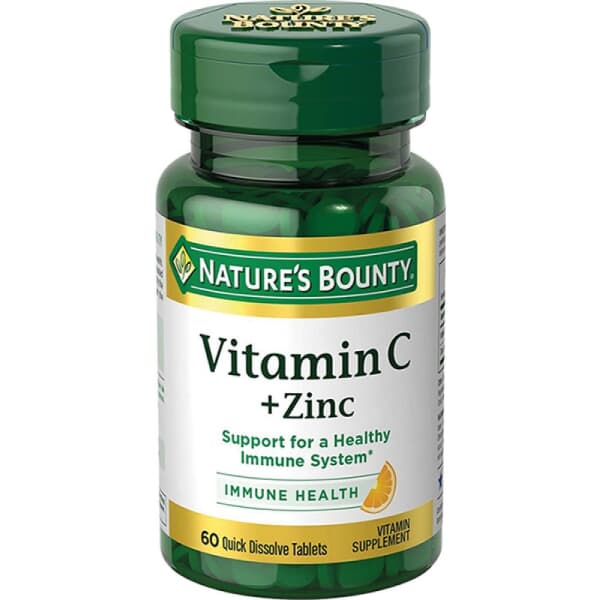 NATURE'S
BOUNTY
NATURE'S BOUNTY®
Vitamin C
+Zinc
Support for a Healthy
Immune System*
IMMUNE HEALTH
60 Quick Dissolve Tablets
VITAMIN
SUPPLEMENT